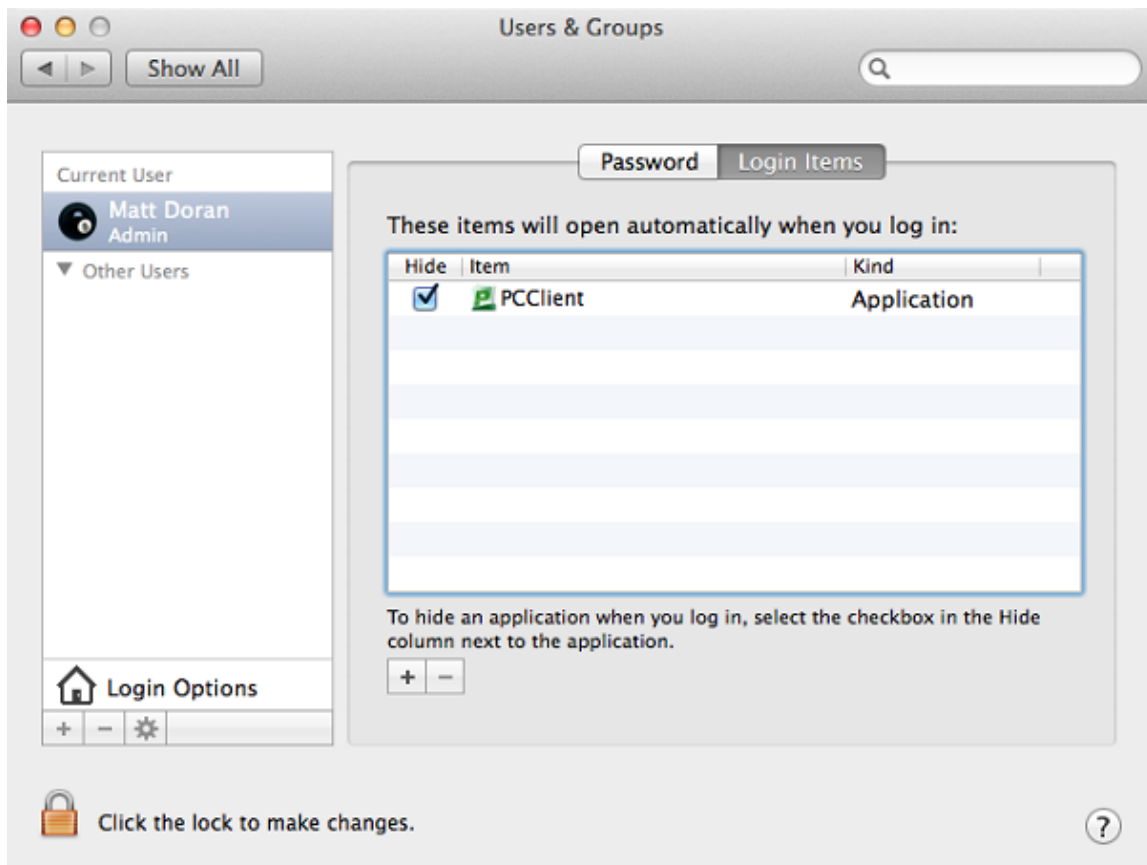 Users & Groups
Show All
Password
Login Items
Current User
Matt Doran
Admin
Other Users
These items will open automatically when you log in:
Hide Item Kind
PCClient Application
To hide an application when you log in, select the checkbox in the Hide
column next to the application.
+ −
Login Options
+ −
Click the lock to make changes.
?